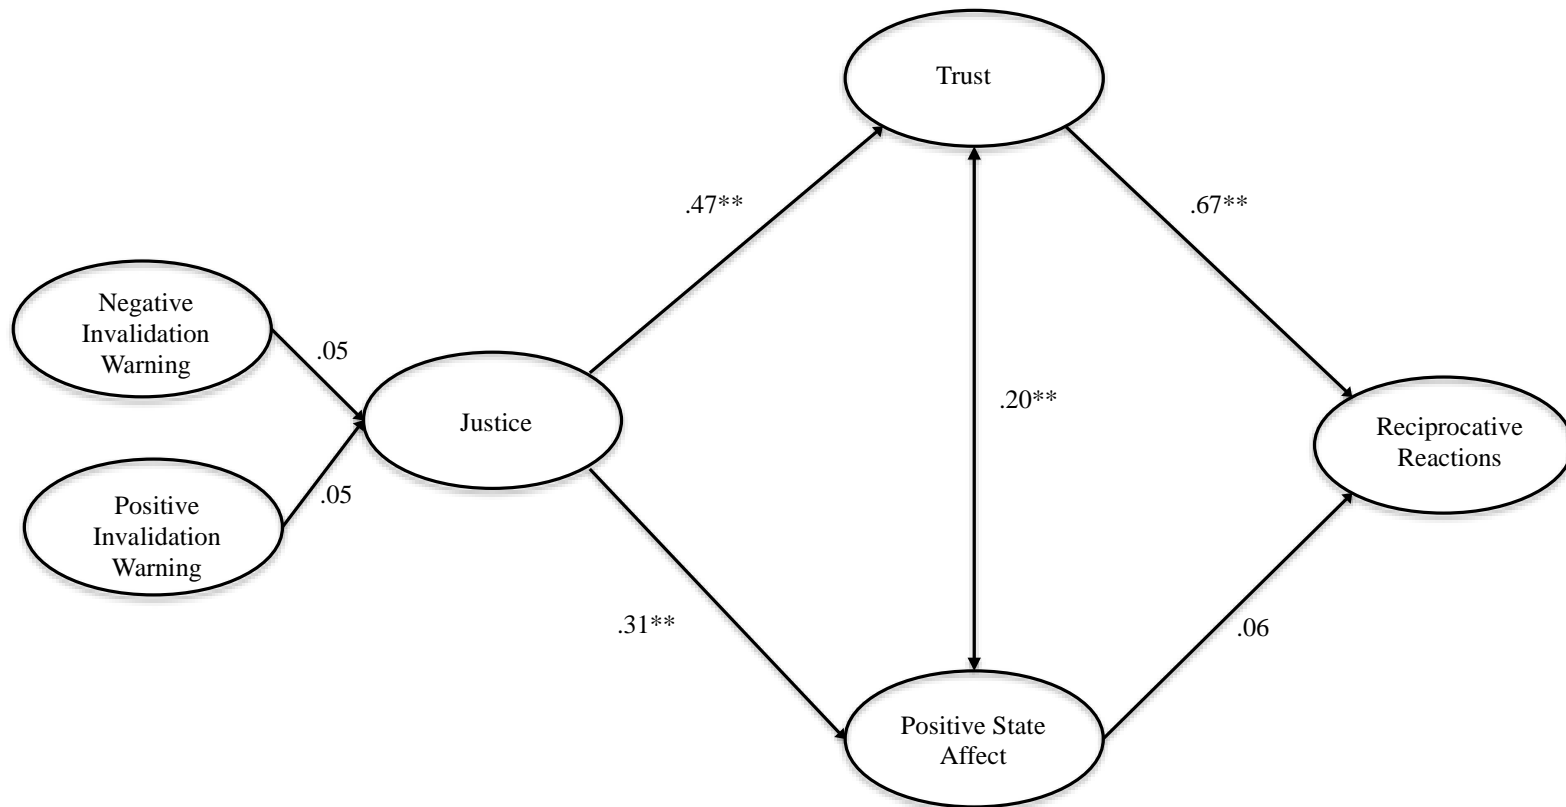 Trust
.47**
.67**
Negative
Invalidation
Warning
.05
Justice
.20**
Reciprocative
Reactions
Positive
Invalidation
Warning
.05
.31**
.06
Positive State
Affect